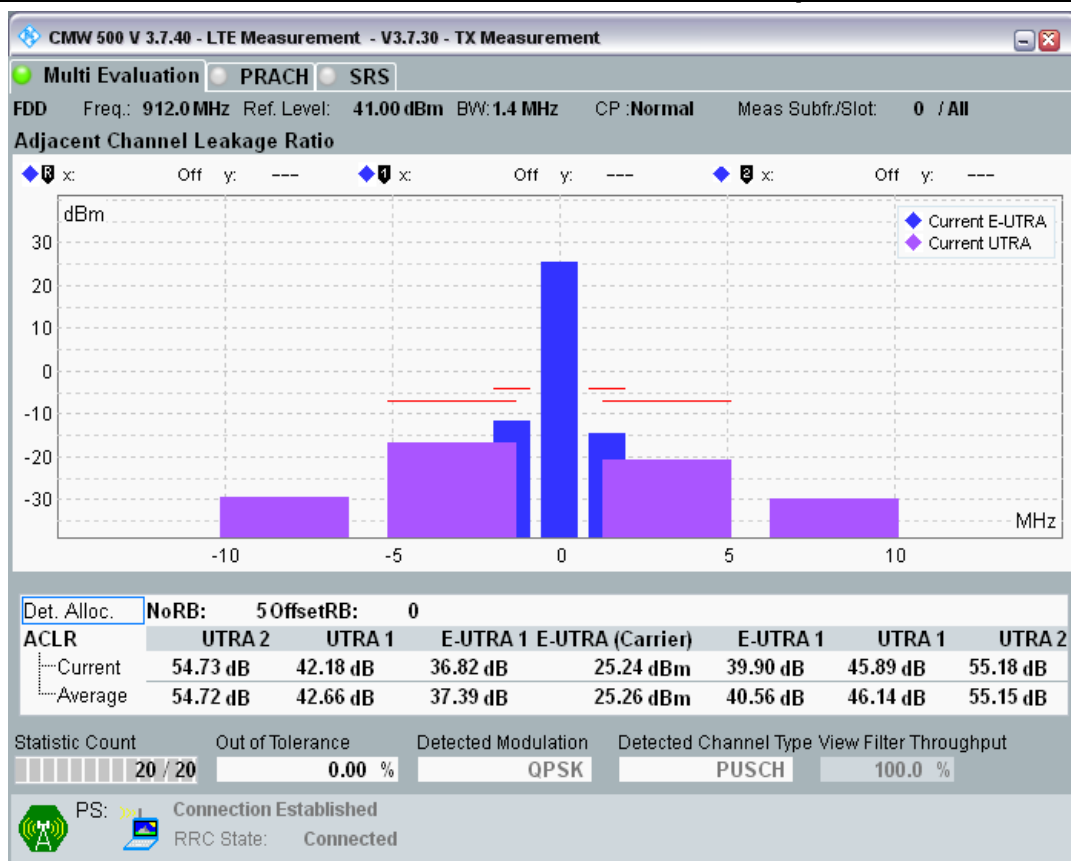 CMW 500 V 3.7.40 - LTE Measurement - V3.7.30 - TX Measurement
Multi Evaluation PRACH SRS
FDD Freq.: 912.0 MHz Ref. Level: 41.00 dBm BW: 1.4 MHz CP :Normal Meas Subfr./Slot: 0 / All
Adjacent Channel Leakage Ratio
R x: Off y: --- 1 x: Off y: --- 2 x: Off y: ---
dBm
Current E-UTRA
Current UTRA
30
20
10
0
-10
-20
-30
MHz
-10 -5 0 5 10
Det. Alloc. NoRB: 5 OffsetRB: 0
ACLR UTRA 2 UTRA 1 E-UTRA 1 E-UTRA (Carrier) E-UTRA 1 UTRA 1 UTRA 2
Current 54.73 dB 42.18 dB 36.82 dB 25.24 dBm 39.90 dB 45.89 dB 55.18 dB
Average 54.72 dB 42.66 dB 37.39 dB 25.26 dBm 40.56 dB 46.14 dB 55.15 dB
Statistic Count Out of Tolerance Detected Modulation Detected Channel Type View Filter Throughput
20 / 20 0.00 % QPSK PUSCH 100.0 %
PS: Connection Established
RRC State: Connected